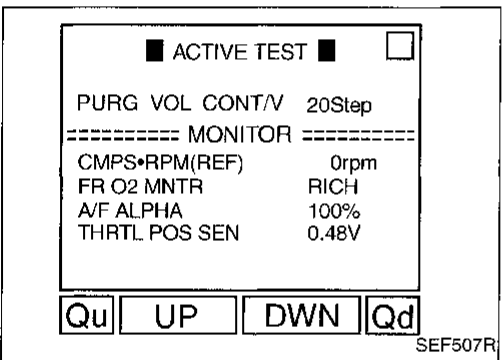 ■ ACTIVE TEST ■
PURG VOL CONT/V 20Step
========== MONITOR ==========
CMPS•RPM(REF) 0rpm
FR O2 MNTR RICH
A/F ALPHA 100%
THRTL POS SEN 0.48V
Qu UP DWN Qd
SEF507R